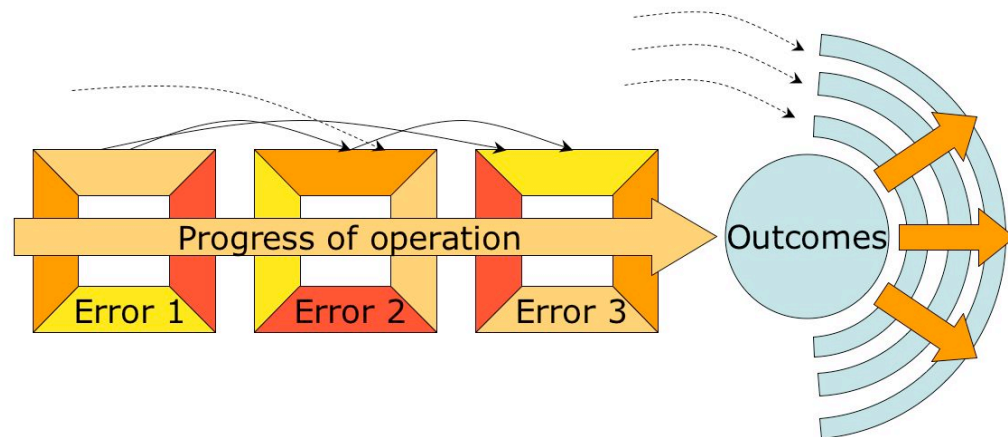 Progress of operation
Outcomes
Error 1
Error 2
Error 3